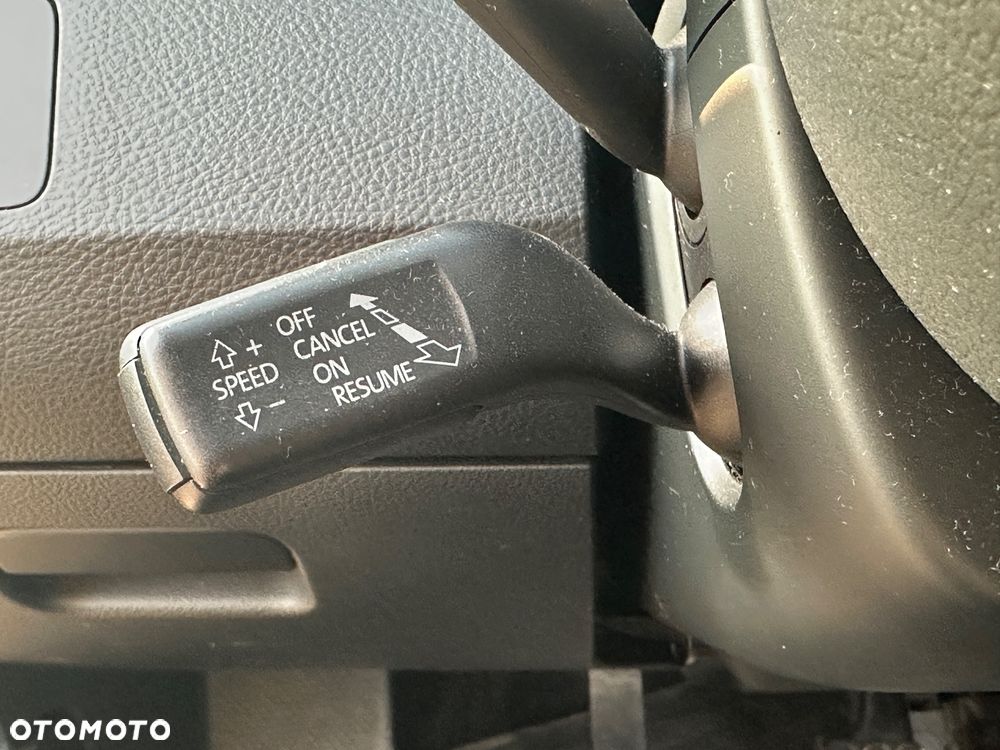 OFF
CANCEL
+
SPEED
ON
−
RESUME
OTOMOTO